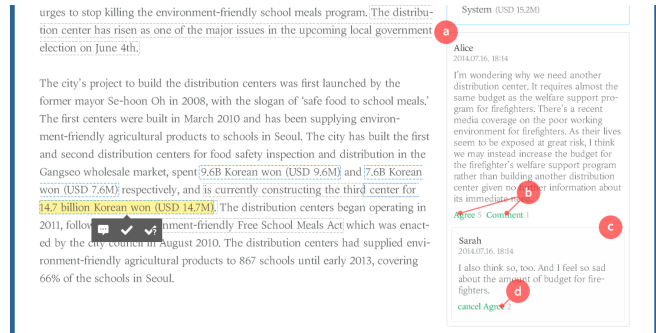 urges to stop killing the environment-friendly school meals program. The distribu-
tion center has risen as one of the major issues in the upcoming local government
election on June 4th.
The city's project to build the distribution centers was first launched by the
former mayor Se-hoon Oh in 2008, with the slogan of 'safe food to school meals.'
The first centers were built in March 2010 and has been supplying environ-
ment-friendly agricultural products to schools in Seoul. The city has built the first
and second distribution centers for food safety inspection and distribution in the
Gangseo wholesale market, spent 9.6B Korean won (USD 9.6M) and 7.6B Korean
won (USD 7.6M) respectively, and is currently constructing the third center for
14.7 billion Korean won (USD 14.7M). The distribution centers began operating in
2011, follow nment-friendly Free School Meals Act which was enact-
ed by the city council in August 2010. The distribution centers had supplied envi-
ronment-friendly agricultural products to 867 schools until early 2013, covering
66% of the schools in Seoul.
System (USD 15.2M)
a
Alice
2014.07.16. 18:14
I'm wondering why we need another
distribution center. It requires almost the
same budget as the welfare support pro-
gram for firefighters. There's a recent
media coverage on the poor working
environment for firefighters. As their lives
seem to be exposed at great risk, I think
we may instead increase the budget for
the firefighter's welfare support program
rather than building another distribution
center given no other information about
its immediate
b
Agree 5 Comment 1
c
Sarah
2014.07.16. 18:14
I also think so, too. And I feel so sad
about the amount of budget for fire-
fighters.
d
cancel Agree 2